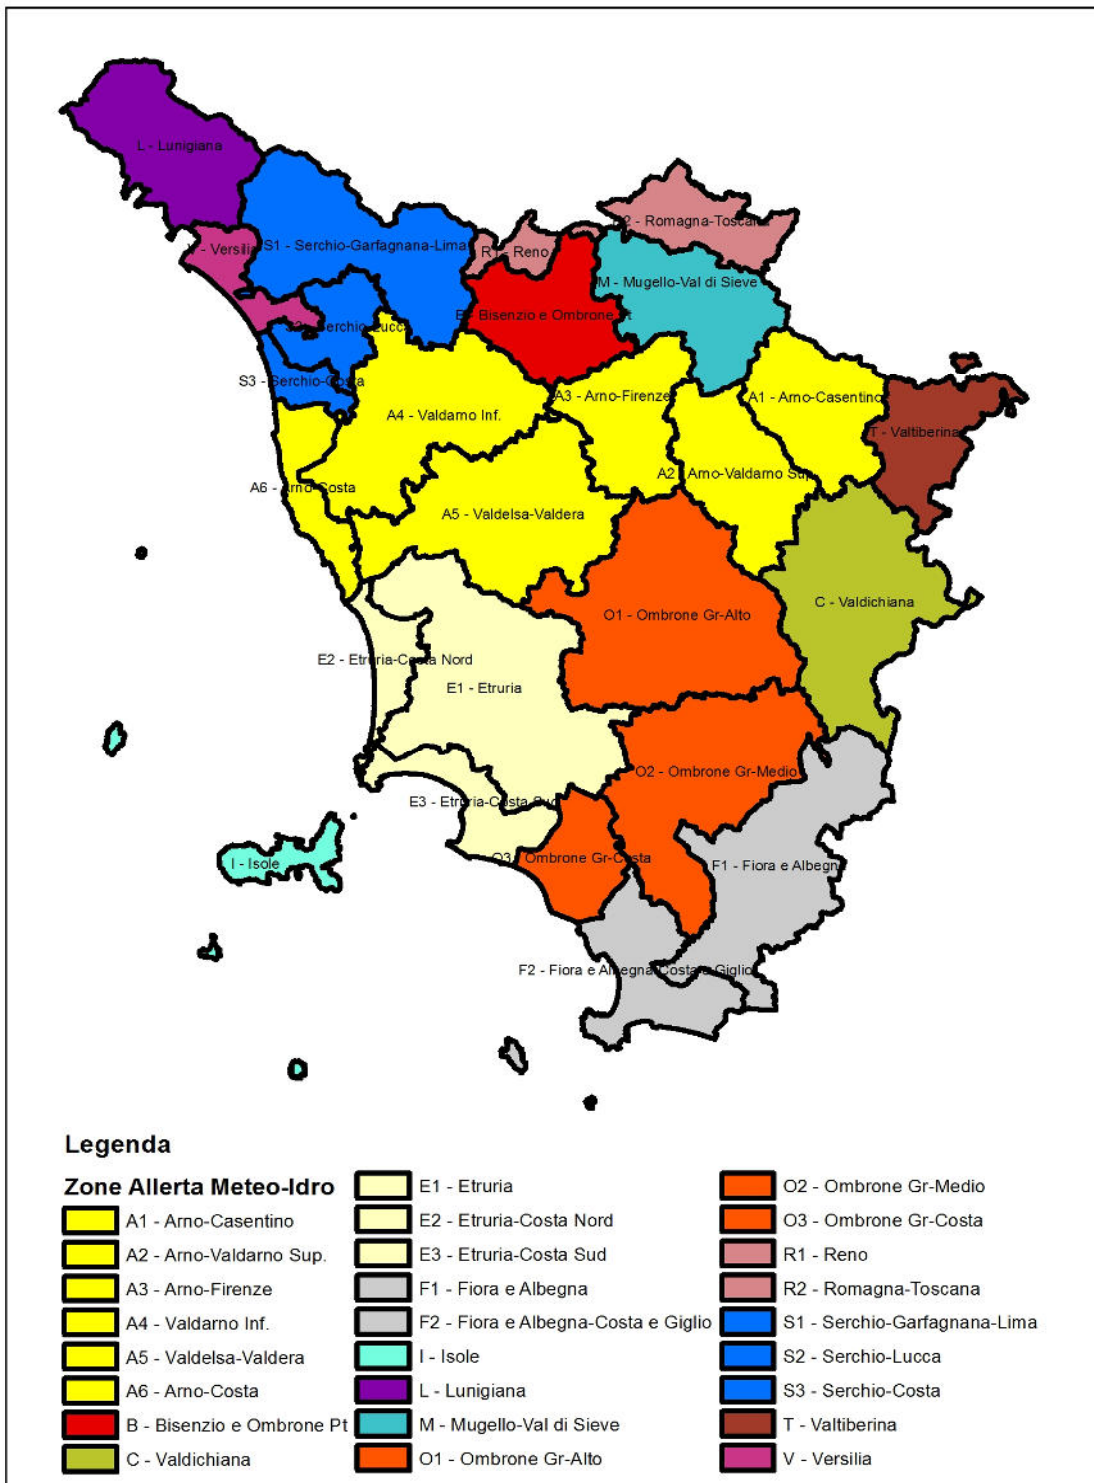 L - Lunigiana
V - Versilia
S1 - Serchio-Garfagnana-Lima
R1 - Reno
R2 - Romagna-Toscana
M - Mugello-Val di Sieve
B - Bisenzio e Ombrone Pt
S2 - Serchio-Lucca
S3 - Serchio-Costa
A4 - Valdarno Inf.
A3 - Arno-Firenze
A1 - Arno-Casentino
T - Valtiberina
A2 - Arno-Valdarno Sup.
A6 - Arno-Costa
A5 - Valdelsa-Valdera
O1 - Ombrone Gr-Alto
C - Valdichiana
E2 - Etruria-Costa Nord
E1 - Etruria
O2 - Ombrone Gr-Medio
E3 - Etruria-Costa Sud
I - Isole
O3 - Ombrone Gr-Costa
F1 - Fiora e Albegna
F2 - Fiora e Albegna-Costa e Giglio
Legenda
Zone Allerta Meteo-Idro
A1 - Arno-Casentino
A2 - Arno-Valdarno Sup.
A3 - Arno-Firenze
A4 - Valdarno Inf.
A5 - Valdelsa-Valdera
A6 - Arno-Costa
B - Bisenzio e Ombrone Pt
C - Valdichiana
E1 - Etruria
E2 - Etruria-Costa Nord
E3 - Etruria-Costa Sud
F1 - Fiora e Albegna
F2 - Fiora e Albegna-Costa e Giglio
I - Isole
L - Lunigiana
M - Mugello-Val di Sieve
O1 - Ombrone Gr-Alto
O2 - Ombrone Gr-Medio
O3 - Ombrone Gr-Costa
R1 - Reno
R2 - Romagna-Toscana
S1 - Serchio-Garfagnana-Lima
S2 - Serchio-Lucca
S3 - Serchio-Costa
T - Valtiberina
V - Versilia